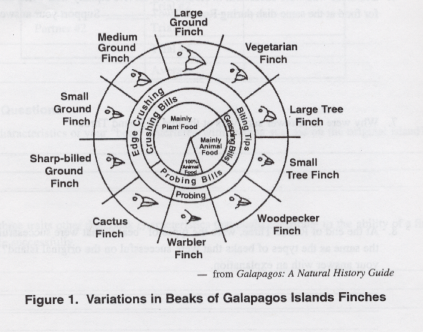 Large
Ground
Finch
Medium
Ground
Finch
Vegetarian
Finch
Small
Ground
Finch
Large Tree
Finch
Sharp-billed
Ground
Finch
Small
Tree Finch
Cactus
Finch
Woodpecker
Finch
Warbler
Finch
Edge Crushing
Crushing Bills
Biting Tips
Grasping Bills
Probing Bills
Probing
Mainly
Plant Food
Mainly
Animal
Food
100%
Animal
Food
— from Galapagos: A Natural History Guide
Figure 1. Variations in Beaks of Galapagos Islands Finches